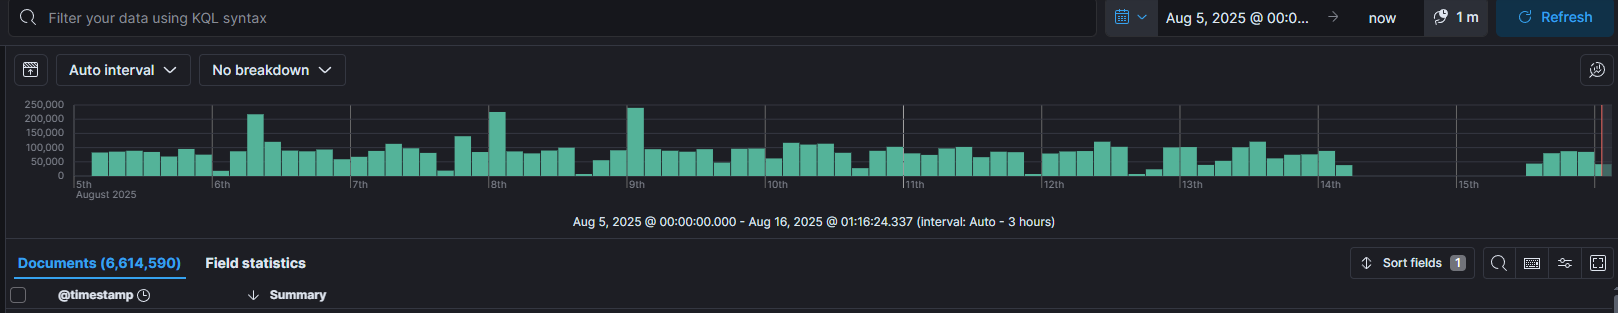 Filter your data using KQL syntax
Aug 5, 2025 @ 00:0... → now
1 m
Refresh
Auto interval
No breakdown
250,000
200,000
150,000
100,000
50,000
0
5th 6th 7th 8th 9th 10th 11th 12th 13th 14th 15th
August 2025
Aug 5, 2025 @ 00:00:00.000 - Aug 16, 2025 @ 01:16:24.337 (interval: Auto - 3 hours)
Documents (6,614,590) Field statistics
Sort fields 1
@timestamp ↓ Summary